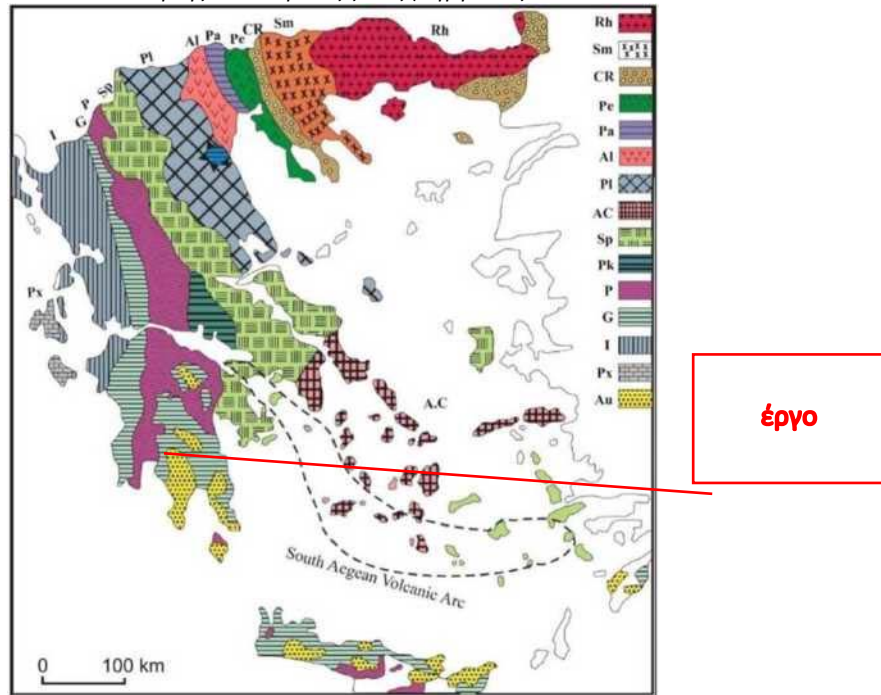 Rh
Sm
CR
Pe
Pa
Al
Pl
Sp
P
G
I
Rh
Sm
CR
Pe
Pa
Al
Pl
AC
Sp
Pk
P
G
I
Px
Au
Px
A.C
έργο
South Aegean Volcanic Arc
0 100 km